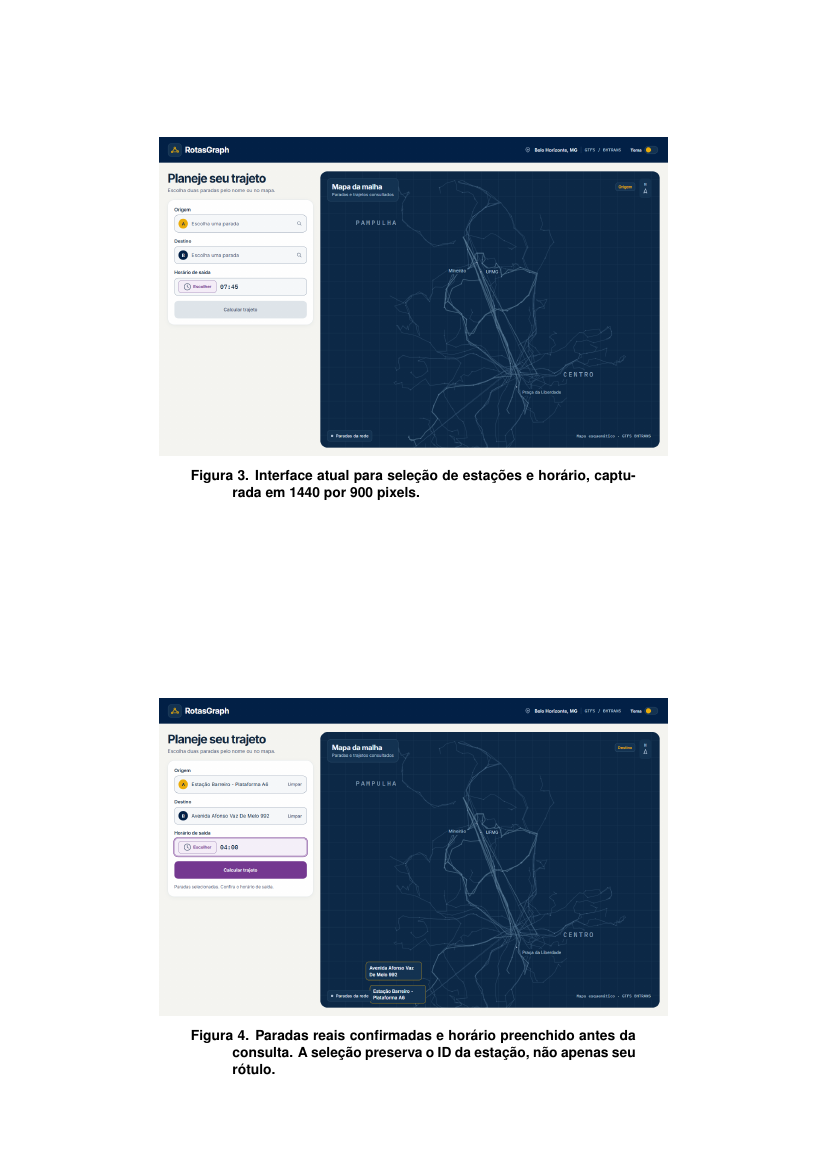 RotasGraph
Belo Horizonte, MG
GTFS / BHTRANS
Tema
Planeje seu trajeto
Escolha duas paradas pelo nome ou no mapa.
Origem
A Escolha uma parada
Destino
B Escolha uma parada
Horário de saída
Escolher 07:45
Calcular trajeto
Mapa da malha
Paradas e trajetos consultados
Origem
N
PAMPULHA
Mineirão
UFMG
CENTRO
Praça da Liberdade
Paradas da rede
Mapa esquemático · GTFS BHTRANS
Figura 3. Interface atual para seleção de estações e horário, captu-
rada em 1440 por 900 pixels.
RotasGraph
Belo Horizonte, MG
GTFS / BHTRANS
Tema
Planeje seu trajeto
Escolha duas paradas pelo nome ou no mapa.
Origem
A Estação Barreiro - Plataforma A6 Limpar
Destino
B Avenida Afonso Vaz De Melo 992 Limpar
Horário de saída
Escolher 04:00
Calcular trajeto
Paradas selecionadas. Confira o horário de saída.
Mapa da malha
Paradas e trajetos consultados
Destino
N
PAMPULHA
Mineirão
UFMG
CENTRO
Praça da Liberdade
Avenida Afonso Vaz
De Melo 992
Estação Barreiro -
Plataforma A6
Paradas da rede
Mapa esquemático · GTFS BHTRANS
Figura 4. Paradas reais confirmadas e horário preenchido antes da
consulta. A seleção preserva o ID da estação, não apenas seu
rótulo.